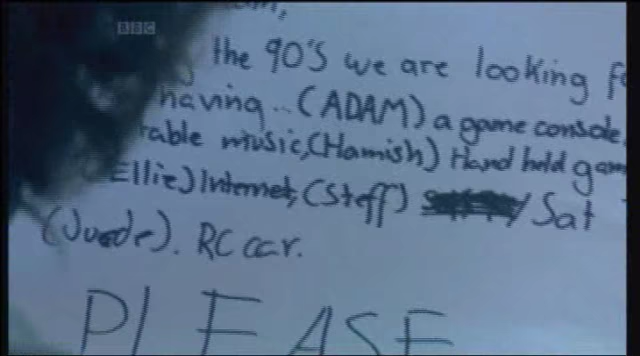 BBC
the 90'S we are looking
having.. (ADAM) a game console,
music, (Hamish) Hand held
Ellie) Internet, (Steff) Sat
(Juode). RC car.
PLEASE